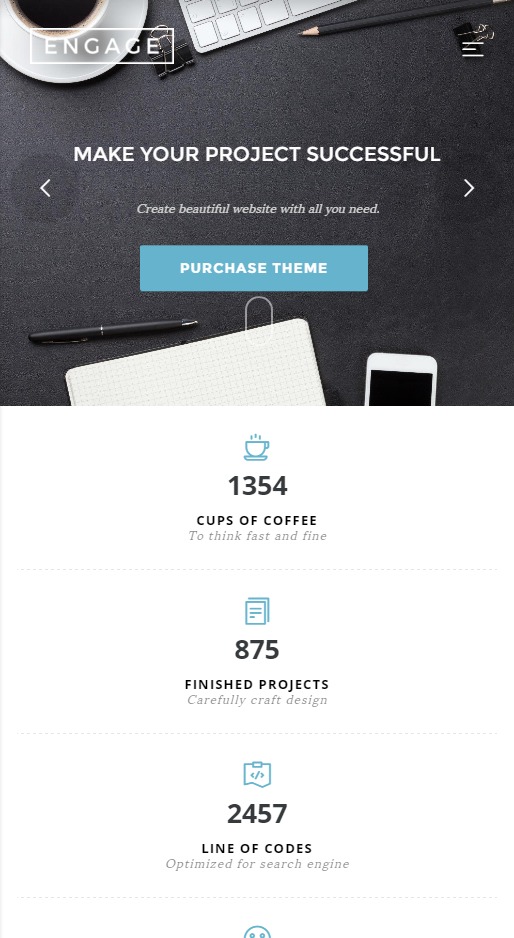 ENGAGE
MAKE YOUR PROJECT SUCCESSFUL
Create beautiful website with all you need.
PURCHASE THEME
1354
CUPS OF COFFEE
To think fast and fine
875
FINISHED PROJECTS
Carefully craft design
2457
LINE OF CODES
Optimized for search engine